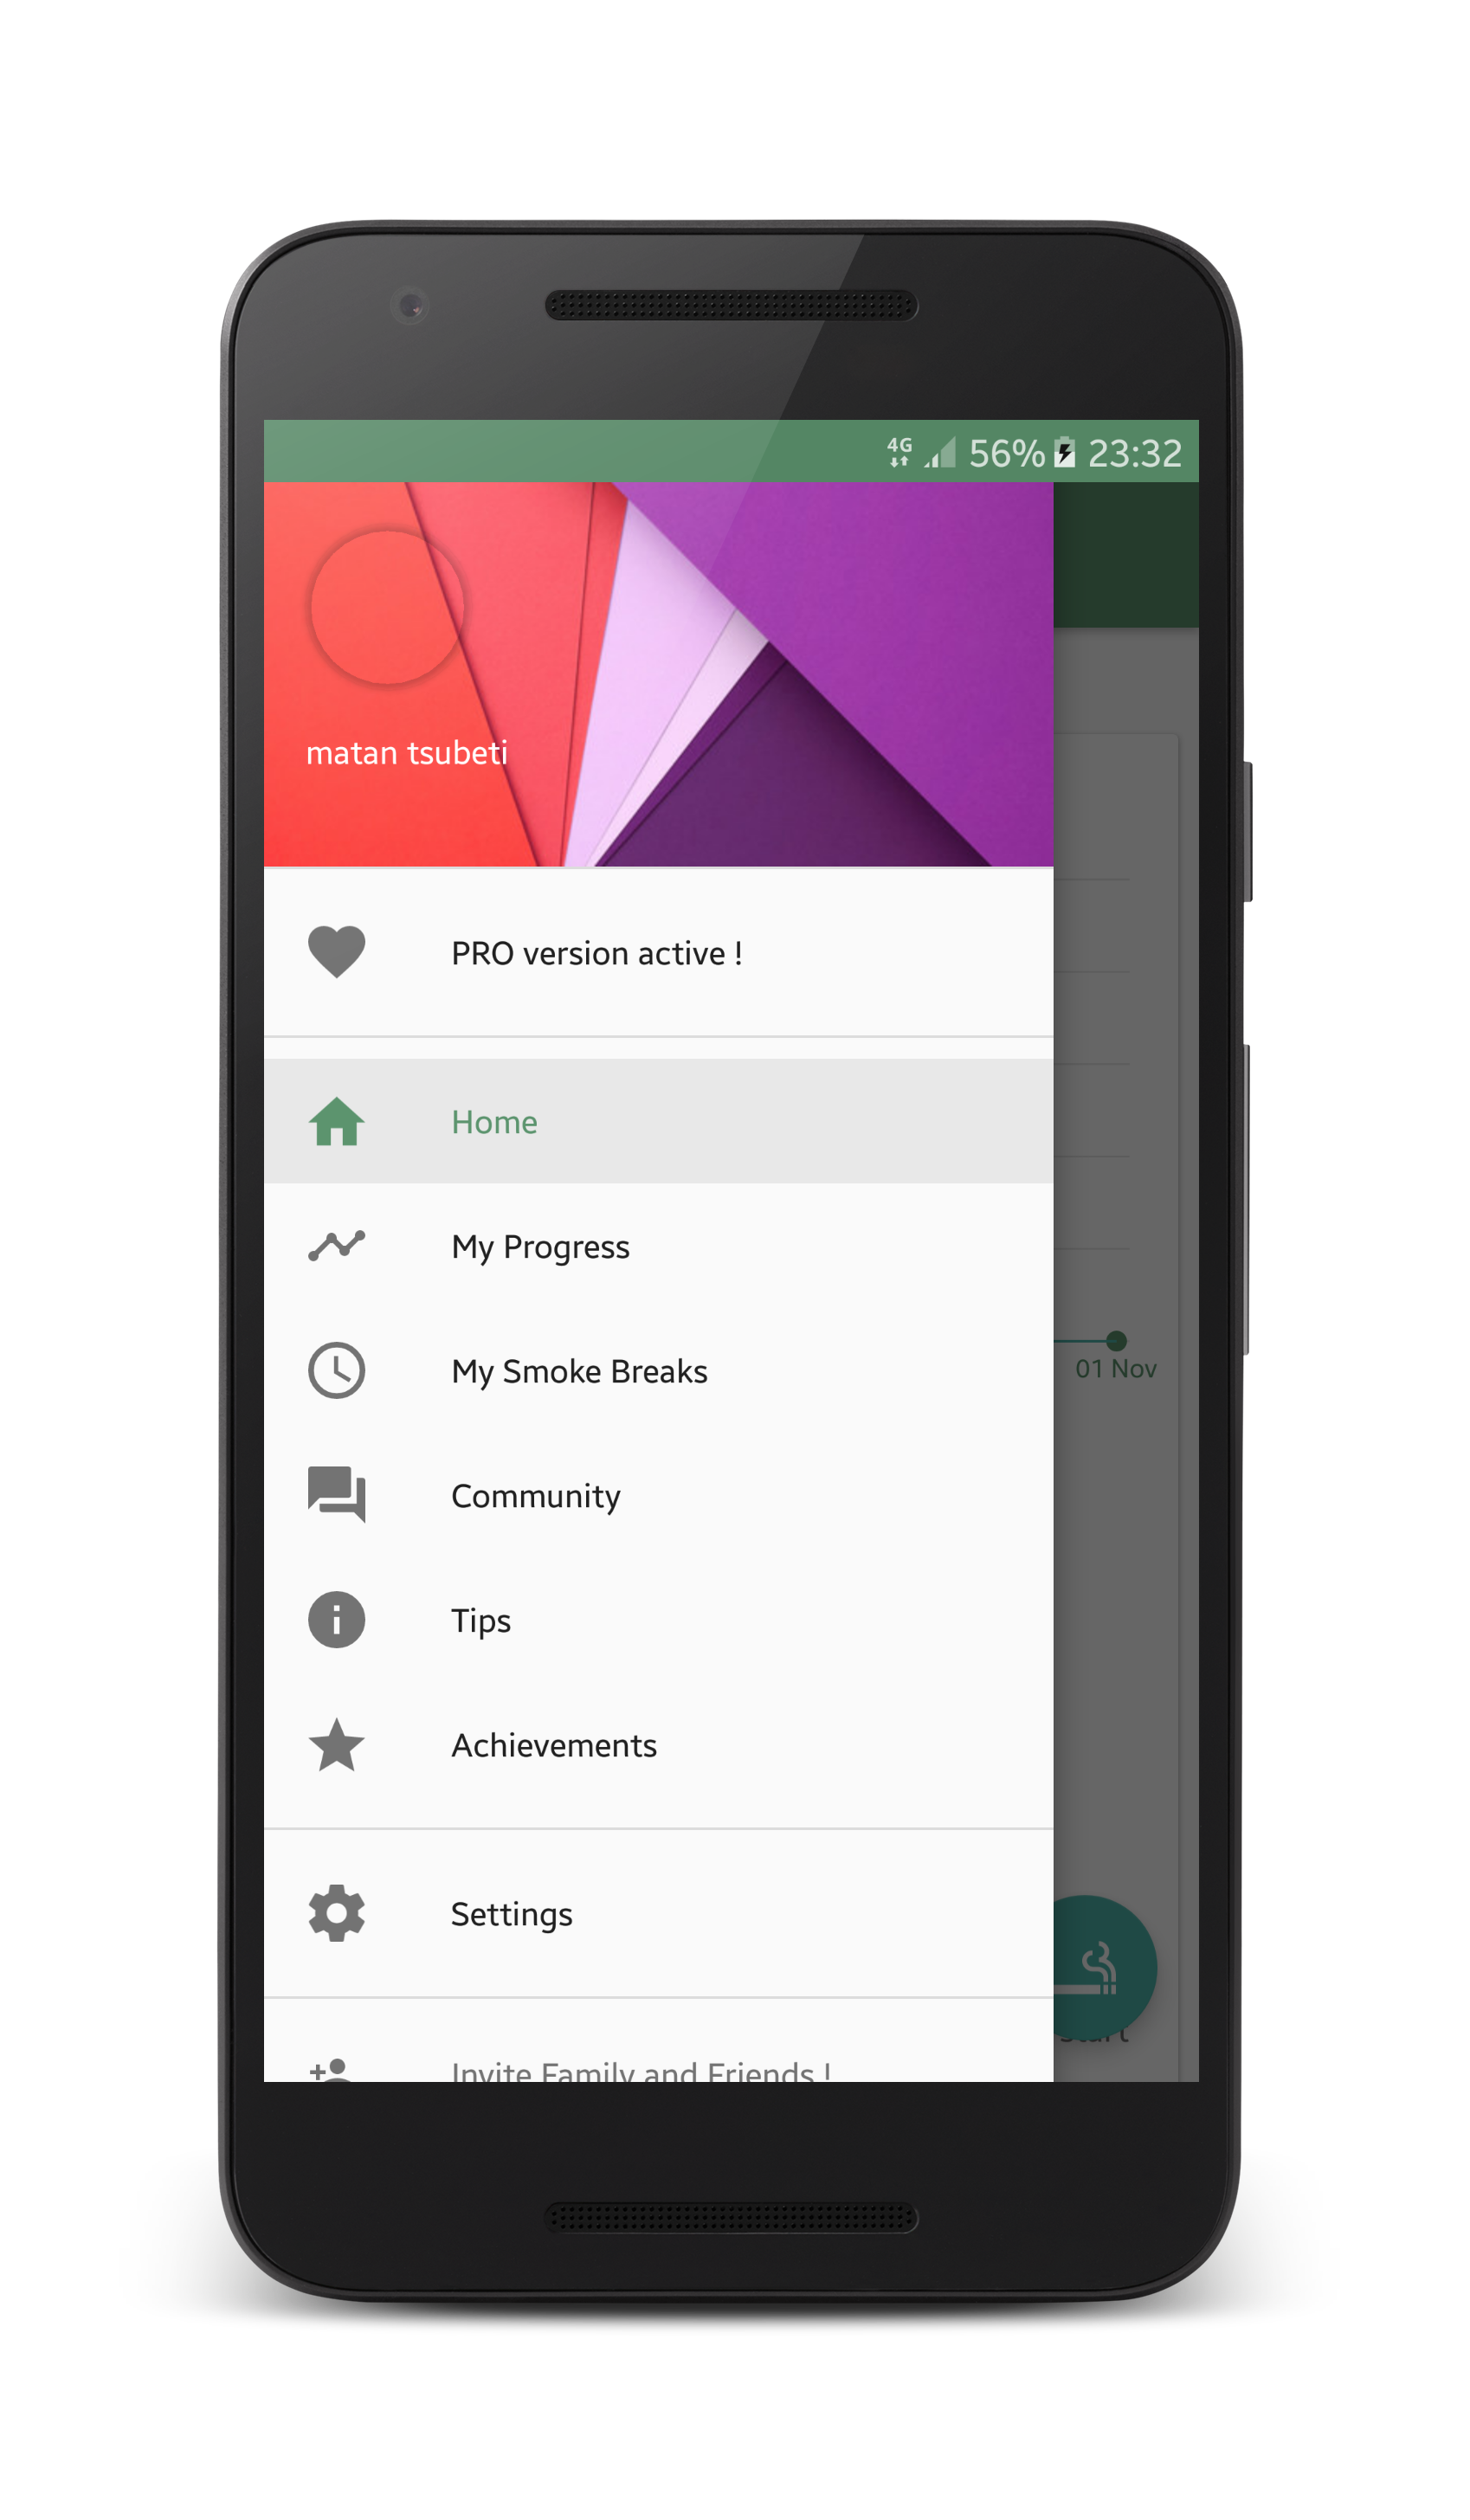 4G 56% 23:32
matan tsubeti
PRO version active !
Home
My Progress
My Smoke Breaks
01 Nov
Community
Tips
Achievements
Settings
start
Invite Family and Friends !